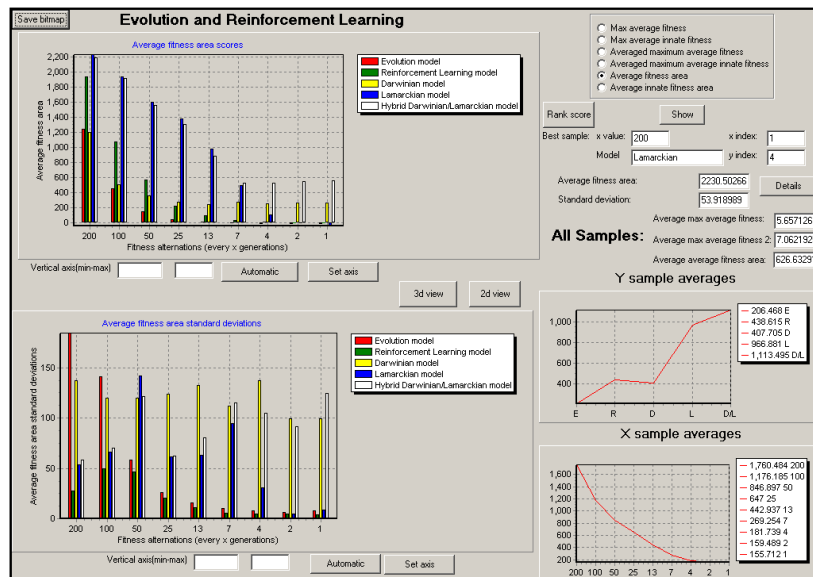 Save bitmap
Evolution and Reinforcement Learning
Average fitness area scores
2,200
2,000
1,800
1,600
1,400
1,200
1,000
800
600
400
200
0
Average fitness area
200 100 50 25 13 7 4 2 1
Fitness alternations (every x generations)
Evolution model
Reinforcement Learning model
Darwinian model
Lamarckian model
Hybrid Darwinian/Lamarckian model
Vertical axis(min-max)
Automatic
Set axis
3d view
2d view
Average fitness area standard deviations
150
100
50
0
Average fitness area standard deviations
200 100 50 25 13 7 4 2 1
Fitness alternations (every x generations)
Evolution model
Reinforcement Learning model
Darwinian model
Lamarckian model
Hybrid Darwinian/Lamarckian model
Vertical axis(min-max)
Automatic
Set axis
Max average fitness
Max average innate fitness
Averaged maximum average fitness
Averaged maximum average innate fitness
Average fitness area
Average innate fitness area
Rank score
Show
Best sample: x value: 200 x index: 1
Model Lamarckian y index: 4
Average fitness area: 2230.50266
Details
Standard deviation: 53.918989
All Samples:
Average max average fitness: 5.657126
Average max average fitness 2: 7.062192
Average average fitness area: 626.63297
Y sample averages
1,000
800
600
400
E R D L D/L
206.468 E
438.615 R
407.705 D
966.881 L
1,113.495 D/L
X sample averages
1,600
1,400
1,200
1,000
800
600
400
200
200 100 50 25 13 7 4 2 1
1,760.484 200
1,176.185 100
846.897 50
647 25
442.937 13
269.254 7
181.739 4
159.489 2
155.712 1